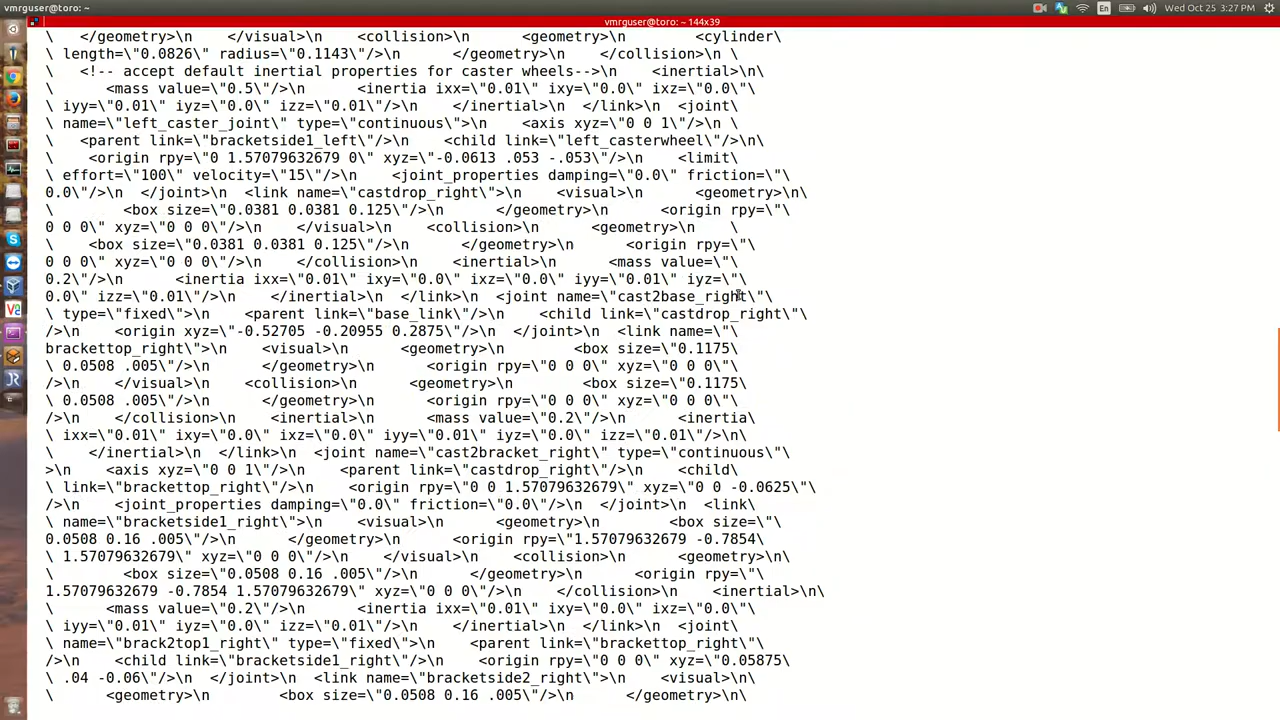 vmrguser@toro: ~
En
Wed Oct 25 3:27 PM
vmrguser@toro: ~ 144x39
\   </geometry>\n    </visual>\n    <collision>\n      <geometry>\n        <cylinder\
\ length=\"0.0826\" radius=\"0.1143\"/>\n      </geometry>\n    </collision>\n \
\   <!-- accept default inertial properties for caster wheels-->\n    <inertial>\n\
\      <mass value=\"0.5\"/>\n      <inertia ixx=\"0.01\" ixy=\"0.0\" ixz=\"0.0\"\
\ iyy=\"0.01\" iyz=\"0.0\" izz=\"0.01\"/>\n    </inertial>\n  </link>\n  <joint\
\ name=\"left_caster_joint\" type=\"continuous\">\n    <axis xyz=\"0 0 1\"/>\n \
\   <parent link=\"bracketside1_left\"/>\n    <child link=\"left_casterwheel\"/>\n\
\    <origin rpy=\"0 1.57079632679 0\" xyz=\"-0.0613 .053 -.053\"/>\n    <limit\
\ effort=\"100\" velocity=\"15\"/>\n    <joint_properties damping=\"0.0\" friction=\"\
0.0\"/>\n  </joint>\n  <link name=\"castdrop_right\">\n    <visual>\n      <geometry>\n\
\        <box size=\"0.0381 0.0381 0.125\"/>\n      </geometry>\n      <origin rpy=\"\
0 0 0\" xyz=\"0 0 0\"/>\n    </visual>\n    <collision>\n      <geometry>\n    \
\    <box size=\"0.0381 0.0381 0.125\"/>\n      </geometry>\n      <origin rpy=\"\
0 0 0\" xyz=\"0 0 0\"/>\n    </collision>\n    <inertial>\n      <mass value=\"\
0.2\"/>\n      <inertia ixx=\"0.01\" ixy=\"0.0\" ixz=\"0.0\" iyy=\"0.01\" iyz=\"\
0.0\" izz=\"0.01\"/>\n    </inertial>\n  </link>\n  <joint name=\"cast2base_right\"\
\ type=\"fixed\">\n    <parent link=\"base_link\"/>\n    <child link=\"castdrop_right\"\
/>\n    <origin xyz=\"-0.52705 -0.20955 0.2875\"/>\n  </joint>\n  <link name=\"\
brackettop_right\">\n    <visual>\n      <geometry>\n        <box size=\"0.1175\
\ 0.0508 .005\"/>\n      </geometry>\n      <origin rpy=\"0 0 0\" xyz=\"0 0 0\"\
/>\n    </visual>\n    <collision>\n      <geometry>\n        <box size=\"0.1175\
\ 0.0508 .005\"/>\n      </geometry>\n      <origin rpy=\"0 0 0\" xyz=\"0 0 0\"\
/>\n    </collision>\n    <inertial>\n      <mass value=\"0.2\"/>\n      <inertia\
\ ixx=\"0.01\" ixy=\"0.0\" ixz=\"0.0\" iyy=\"0.01\" iyz=\"0.0\" izz=\"0.01\"/>\n\
\    </inertial>\n  </link>\n  <joint name=\"cast2bracket_right\" type=\"continuous\"\
>\n    <axis xyz=\"0 0 1\"/>\n    <parent link=\"castdrop_right\"/>\n    <child\
\ link=\"brackettop_right\"/>\n    <origin rpy=\"0 0 1.57079632679\" xyz=\"0 0 -0.0625\"\
/>\n    <joint_properties damping=\"0.0\" friction=\"0.0\"/>\n  </joint>\n  <link\
\ name=\"bracketside1_right\">\n    <visual>\n      <geometry>\n        <box size=\"\
0.0508 0.16 .005\"/>\n      </geometry>\n      <origin rpy=\"1.57079632679 -0.7854\
\ 1.57079632679\" xyz=\"0 0 0\"/>\n    </visual>\n    <collision>\n      <geometry>\n\
\        <box size=\"0.0508 0.16 .005\"/>\n      </geometry>\n      <origin rpy=\"\
1.57079632679 -0.7854 1.57079632679\" xyz=\"0 0 0\"/>\n    </collision>\n    <inertial>\n\
\      <mass value=\"0.2\"/>\n      <inertia ixx=\"0.01\" ixy=\"0.0\" ixz=\"0.0\"\
\ iyy=\"0.01\" iyz=\"0.0\" izz=\"0.01\"/>\n    </inertial>\n  </link>\n  <joint\
\ name=\"brack2top1_right\" type=\"fixed\">\n    <parent link=\"brackettop_right\"\
/>\n    <child link=\"bracketside1_right\"/>\n    <origin rpy=\"0 0 0\" xyz=\"0.05875\
\ .04 -0.06\"/>\n  </joint>\n  <link name=\"bracketside2_right\">\n    <visual>\n\
\      <geometry>\n        <box size=\"0.0508 0.16 .005\"/>\n      </geometry>\n\